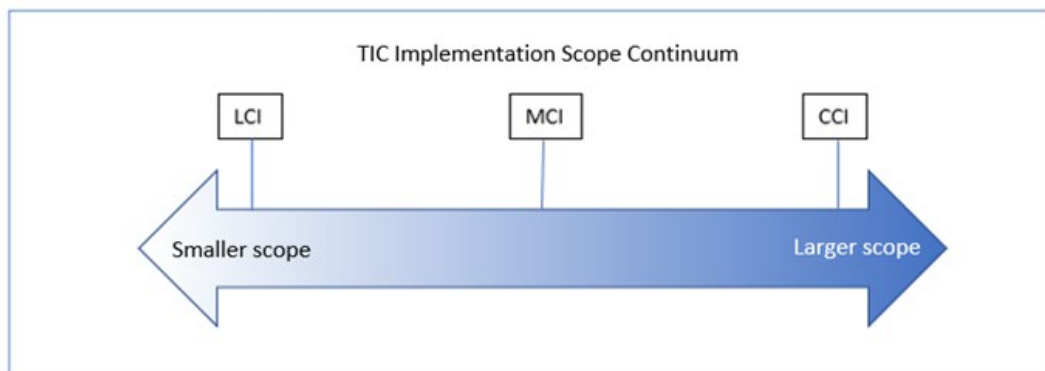 TIC Implementation Scope Continuum
LCI
MCI
CCI
Smaller scope
Larger scope